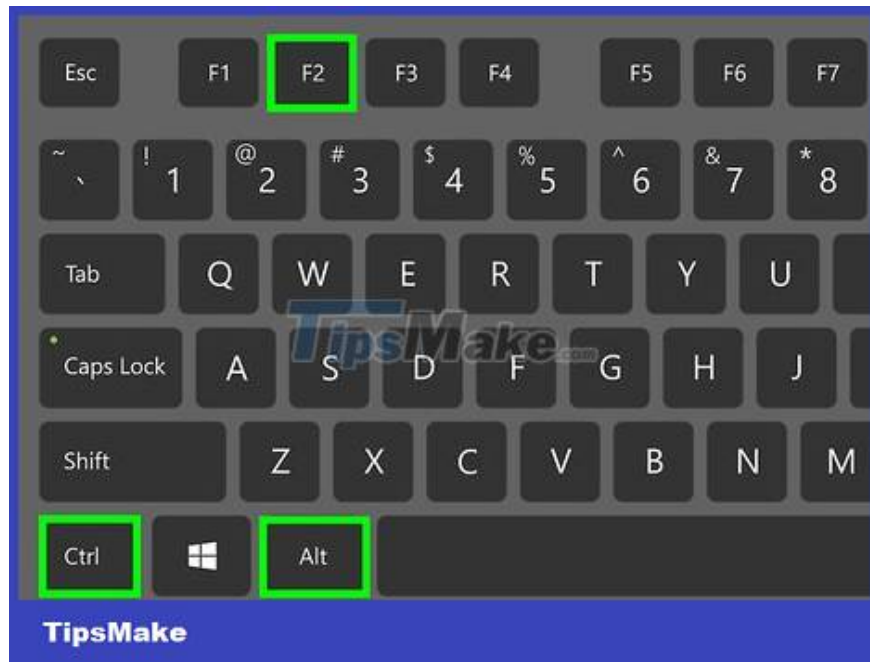 Esc F1 F2 F3 F4 F5 F6 F7
~ ` ! 1 @ 2 # 3 $ 4 % 5 ^ 6 & 7 * 8
Tab Q W E R T Y U
TipsMake.com
Caps Lock A S D F G H J
Shift Z X C V B N M
Ctrl Alt
TipsMake